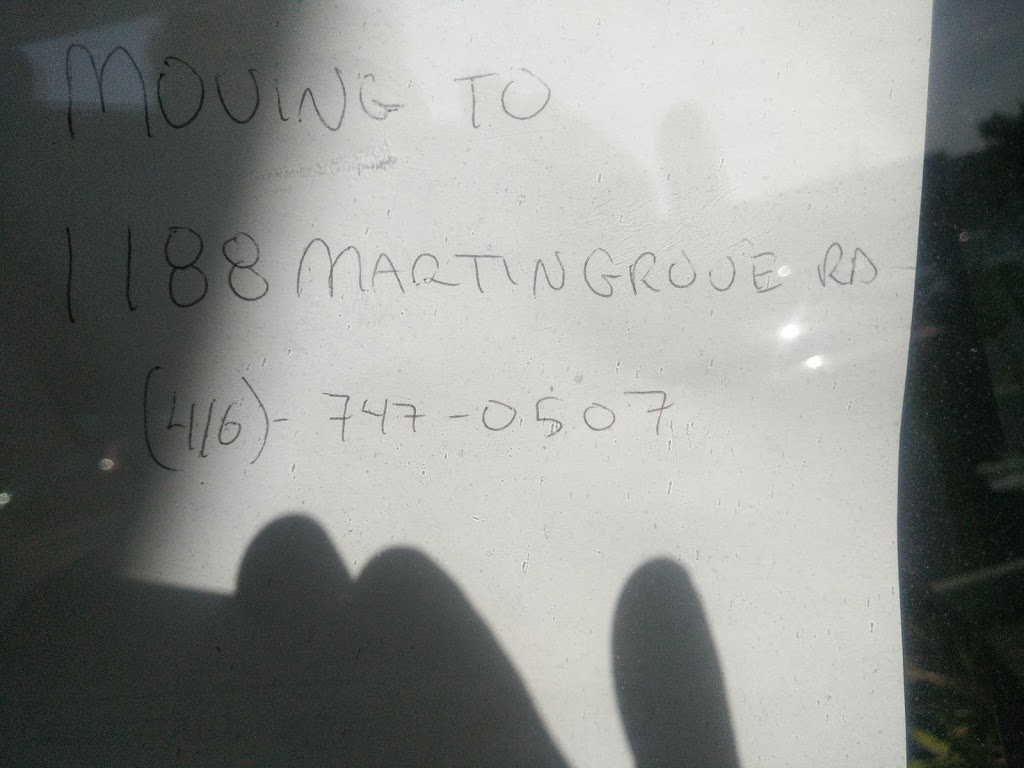 MOVING TO
1188 MARTINGROVE RD
(416)-747-0507